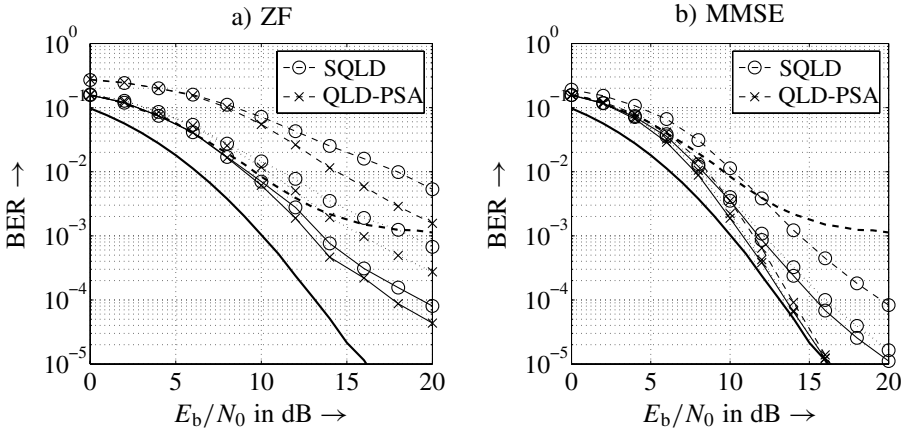 a) ZF
10^0
10^-1
10^-2
10^-3
10^-4
10^-5
BER →
SQLD
QLD-PSA
0 5 10 15 20
E_b/N_0 in dB →
b) MMSE
10^0
10^-1
10^-2
10^-3
10^-4
10^-5
BER →
SQLD
QLD-PSA
0 5 10 15 20
E_b/N_0 in dB →